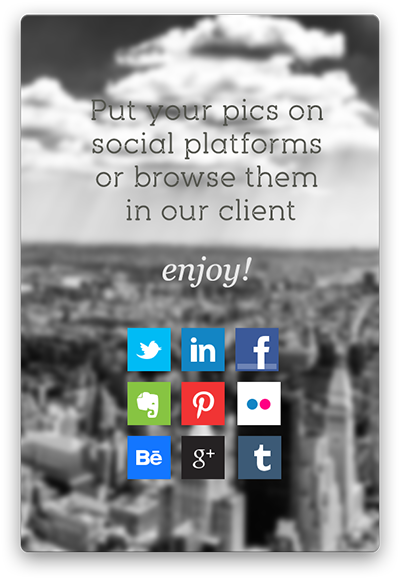 Put your pics on
social platforms
or browse them
in our client
enjoy!
in f
p
Bē g+ t